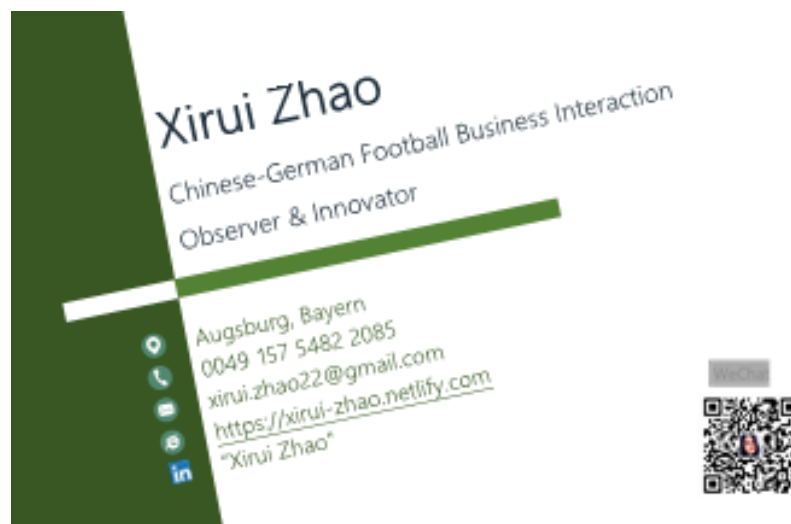 Xirui Zhao
Chinese-German Football Business Interaction
Observer & Innovator
Augsburg, Bayern
0049 157 5482 2085
xirui.zhao22@gmail.com
https://xirui-zhao.netlify.com
in
"Xirui Zhao"
WeChat